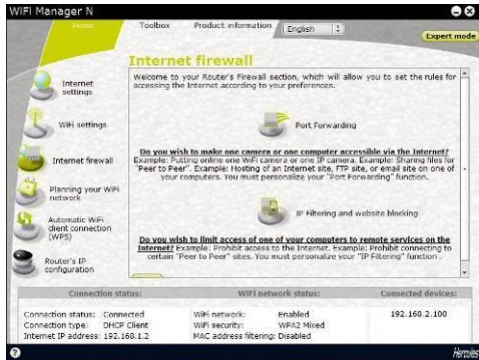 WiFi Manager N
Home Toolbox Product information English
Expert mode
Internet firewall
Welcome to your Router's Firewall section, which will allow you to set the rules for
accessing the Internet according to your preferences.
Port Forwarding
Do you wish to make one camera or one computer accessible via the Internet?
Example: Putting online one WiFi camera or one IP camera. Example: Sharing files for
"Peer to Peer". Example: Hosting of an Internet site, FTP site, or email site on one of
your computers. You must personalize your "Port Forwarding" function.
IP Filtering and website blocking
Do you wish to limit access of one of your computers to remote services on the
Internet? Example: Prohibit access to the Internet. Example: Prohibit connecting to
certain "Peer to Peer" sites. You must personalize your "IP Filtering" function .
Internet
settings
WiFi settings
Internet firewall
Planning your WiFi
network
Automatic WiFi
client connection
(WPS)
Router's IP
configuration
Connection status: WiFi network status: Connected devices:
Connection status: Connected WiFi network: Enabled 192.168.2.100
Connection type: DHCP Client WiFi security: WPA2 Mixed
Internet IP address: 192.168.1.2 MAC address filtering: Disabled
Hercules